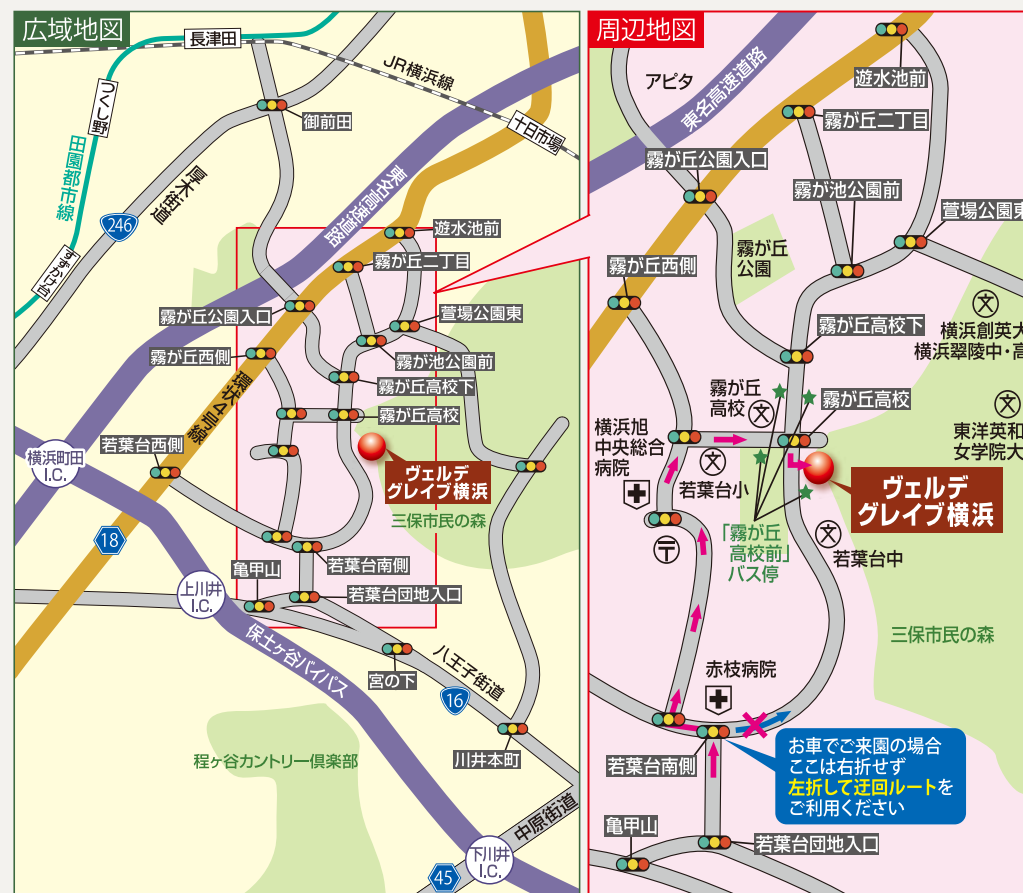 広域地図
長津田
JR横浜線
つくし野
田園都市線
御前田
十日市場
厚木街道
246
東名高速道路
すずかけ台
遊水池前
霧が丘二丁目
霧が丘公園入口
萱場公園東
霧が丘西側
霧が池公園前
霧が丘高校下
環状4号線
霧が丘高校
若葉台西側
横浜町田
I.C.
ヴェルデ
グレイブ横浜
三保市民の森
18
若葉台南側
亀甲山
上川井
I.C.
若葉台団地入口
保土ヶ谷バイパス
宮の下
八王子街道
16
程ヶ谷カントリー倶楽部
川井本町
中原街道
下川井
I.C.
45
周辺地図
アピタ
東名高速道路
遊水池前
霧が丘二丁目
霧が丘公園入口
霧が池公園前
萱場公園東
霧が丘
公園
霧が丘西側
文
横浜創英大
横浜翠陵中・高
霧が丘高校下
霧が丘
高校
文
霧が丘高校
文
東洋英和
女学院大
横浜旭
中央総合
病院
文
若葉台小
ヴェルデ
グレイブ横浜
「霧が丘
高校前」
バス停
文
若葉台中
三保市民の森
赤枝病院
若葉台南側
お車でご来園の場合
ここは右折せず
左折して迂回ルートを
ご利用ください
亀甲山
若葉台団地入口